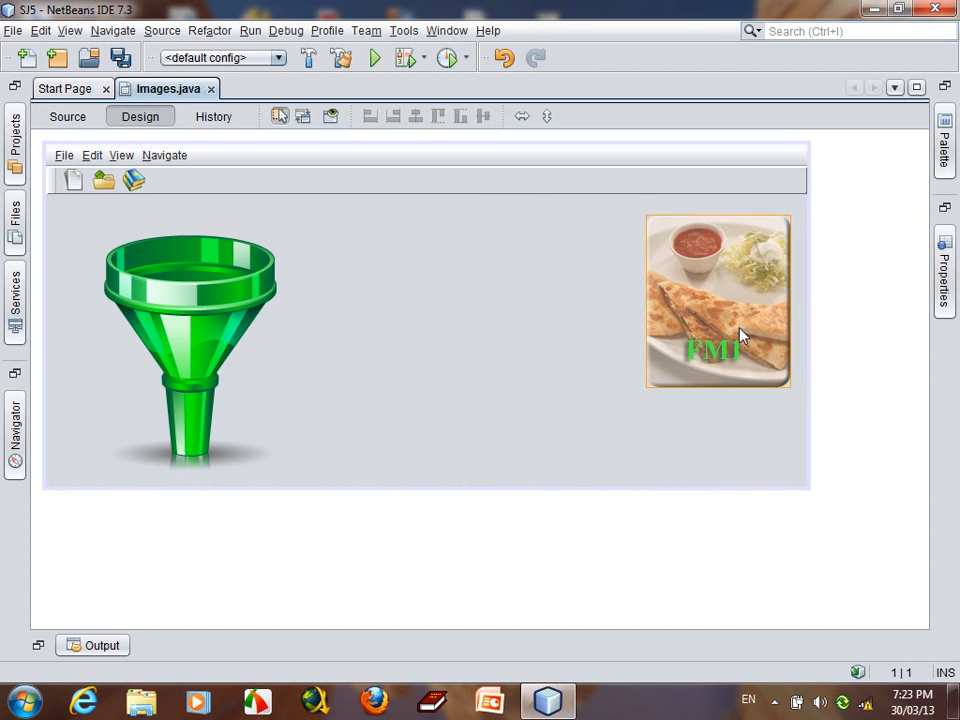 SJ5 - NetBeans IDE 7.3
File Edit View Navigate Source Refactor Run Debug Profile Team Tools Window Help
Search (Ctrl+I)
<default config>
Start Page Images.java
Source Design History
File Edit View Navigate
FM1
Projects
Files
Services
Navigator
Palette
Properties
Output
1 | 1 INS
EN
7:23 PM
30/03/13